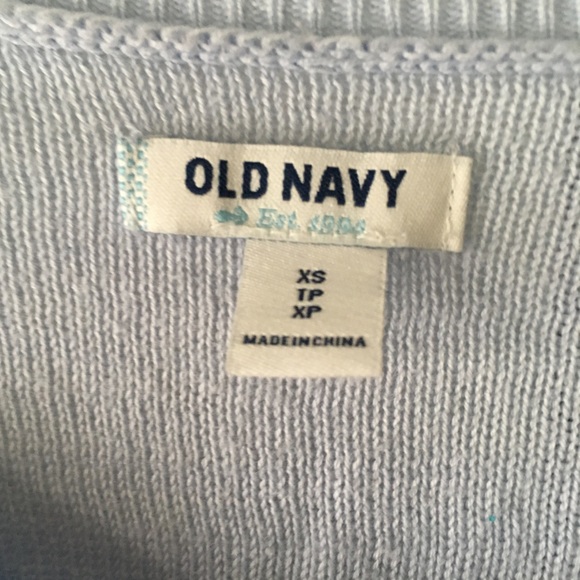 OLD NAVY
Est. 1994
XS
TP
XP
MADE IN CHINA